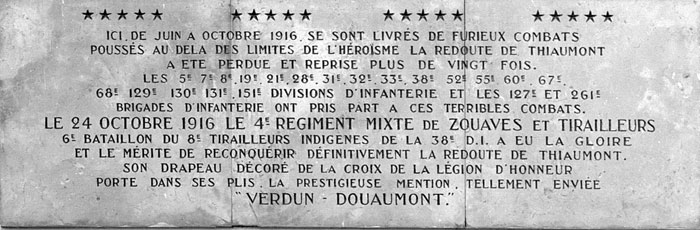 ICI, DE JUIN A OCTOBRE 1916, SE SONT LIVRÉS DE FURIEUX COMBATS
POUSSÉS AU DELA DES LIMITES DE L'HÉROÏSME LA REDOUTE DE THIAUMONT
A ETE PERDUE ET REPRISE PLUS DE VINGT FOIS.
LES 5E 7E 8E, 19E, 21E, 28E, 31E, 32E, 33E, 38E 52E 55E, 60E, 67E,
68E 129E 130E 131E, 151E DIVISIONS D'INFANTERIE ET LES 127E ET 261E
BRIGADES D'INFANTERIE ONT PRIS PART A CES TERRIBLES COMBATS.
LE 24 OCTOBRE 1916 LE 4E REGIMENT MIXTE DE ZOUAVES ET TIRAILLEURS
6E BATAILLON DU 8E TIRAILLEURS INDIGENES DE LA 38E D.I. A EU LA GLOIRE
ET LE MÉRITE DE RECONQUÉRIR DÉFINITIVEMENT LA REDOUTE DE THIAUMONT.
SON DRAPEAU DÉCORÉ DE LA CROIX DE LA LÉGION D'HONNEUR
PORTE DANS SES PLIS, LA PRESTIGIEUSE MENTION, TELLEMENT ENVIÉE
"VERDUN - DOUAUMONT."